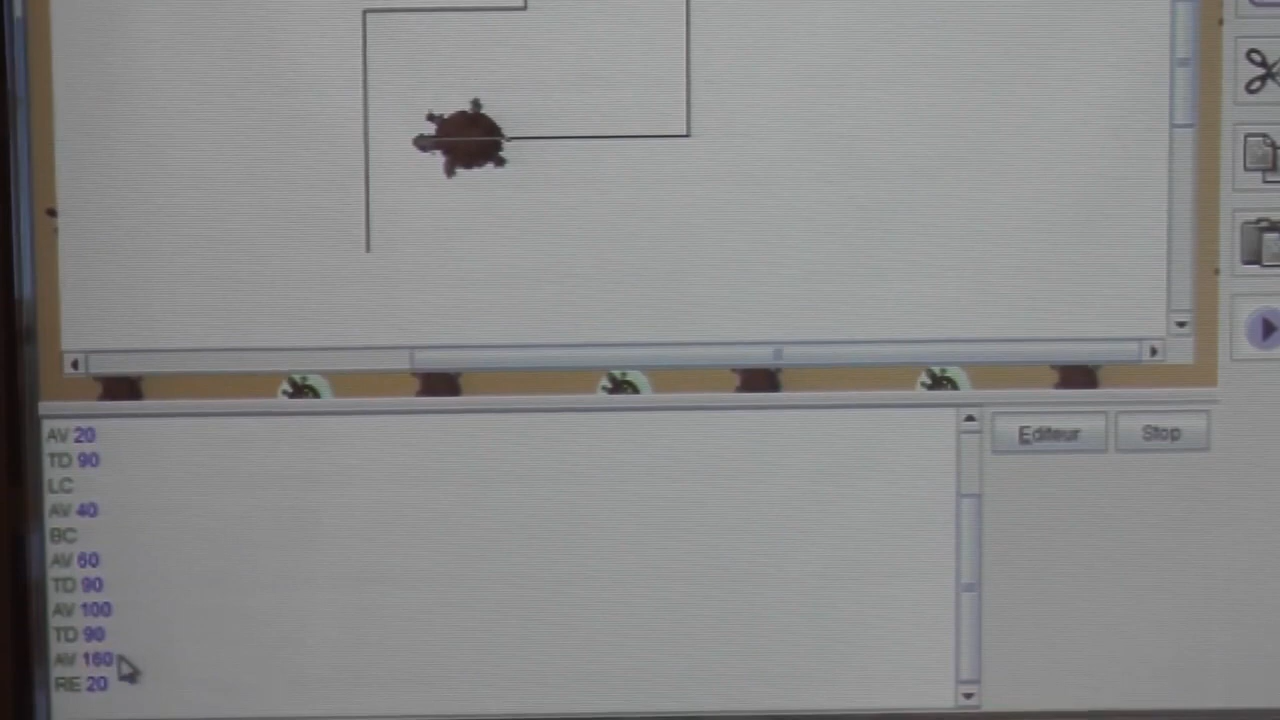 AV 20
TD 90
LC
AV 40
BC
AV 60
TD 90
AV 100
TD 90
AV 160
RE 20
Editeur
Stop